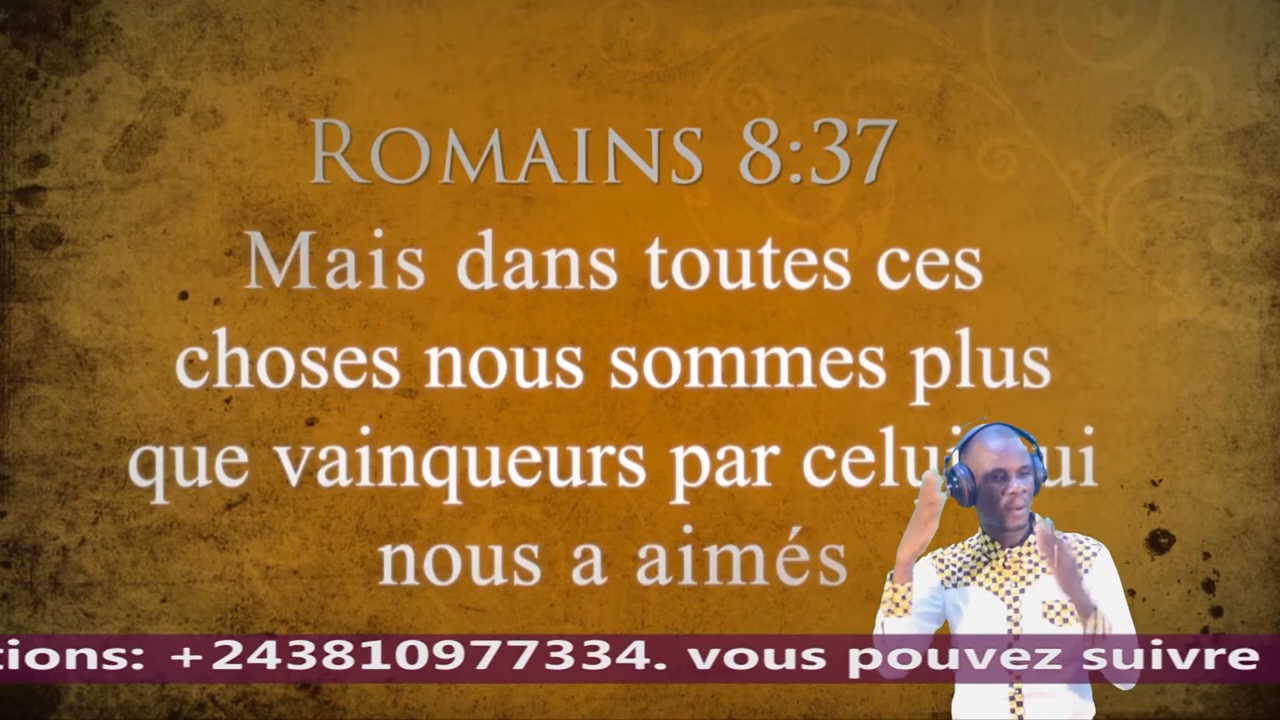 ROMAINS 8:37
Mais dans toutes ces
choses nous sommes plus
que vainqueurs par
nous a aimés
tions: +243810977334. vous pouvez suivre